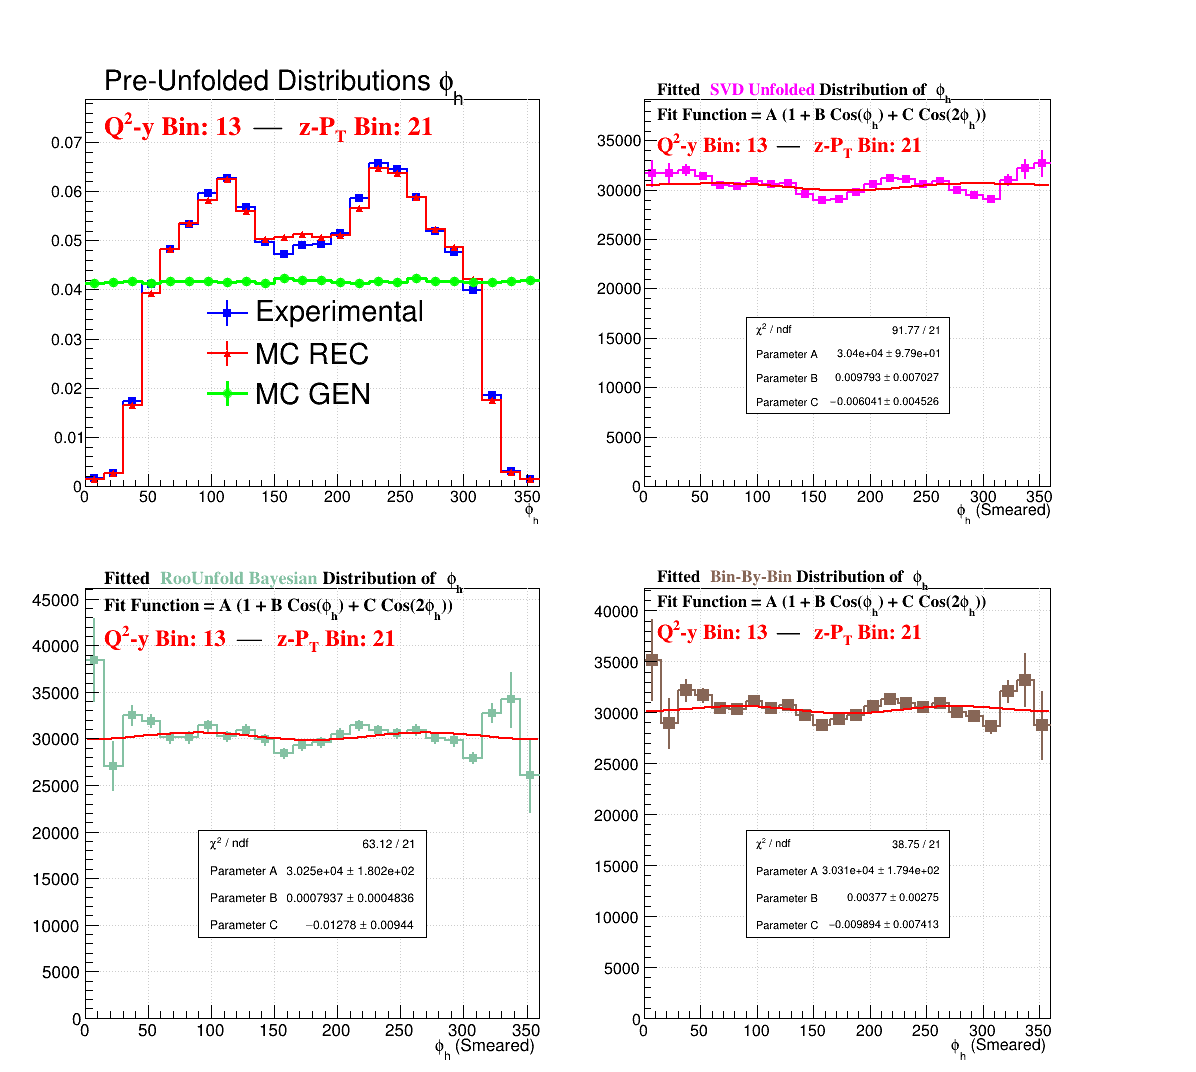 Pre-Unfolded Distributions ϕh
Q²-y Bin: 13 — z-PT Bin: 21
0.07
0.06
0.05
0.04
0.03
0.02
0.01
0
Experimental
MC REC
MC GEN
0 50 100 150 200 250 300
ϕh
Fitted SVD Unfolded Distribution of ϕh
Fit Function = A (1 + B Cos(ϕh) + C Cos(2ϕh))
Q²-y Bin: 13 — z-PT Bin: 21
35000
30000
25000
20000
15000
10000
5000
0
χ² / ndf 91.77 / 21
Parameter A 3.04e+04 ± 9.79e+01
Parameter B 0.009793 ± 0.007027
Parameter C −0.006041 ± 0.004526
0 50 100 150 200 250 300 350
ϕh (Smeared)
Fitted RooUnfold Bayesian Distribution of ϕh
Fit Function = A (1 + B Cos(ϕh) + C Cos(2ϕh))
Q²-y Bin: 13 — z-PT Bin: 21
45000
40000
35000
30000
25000
20000
15000
10000
5000
0
χ² / ndf 63.12 / 21
Parameter A 3.025e+04 ± 1.802e+02
Parameter B 0.0007937 ± 0.0004836
Parameter C −0.01278 ± 0.00944
0 50 100 150 200 250 300 350
ϕh (Smeared)
Fitted Bin-By-Bin Distribution of ϕh
Fit Function = A (1 + B Cos(ϕh) + C Cos(2ϕh))
Q²-y Bin: 13 — z-PT Bin: 21
40000
35000
30000
25000
20000
15000
10000
5000
0
χ² / ndf 38.75 / 21
Parameter A 3.031e+04 ± 1.794e+02
Parameter B 0.00377 ± 0.00275
Parameter C −0.009894 ± 0.007413
0 50 100 150 200 250 300 350
ϕh (Smeared)